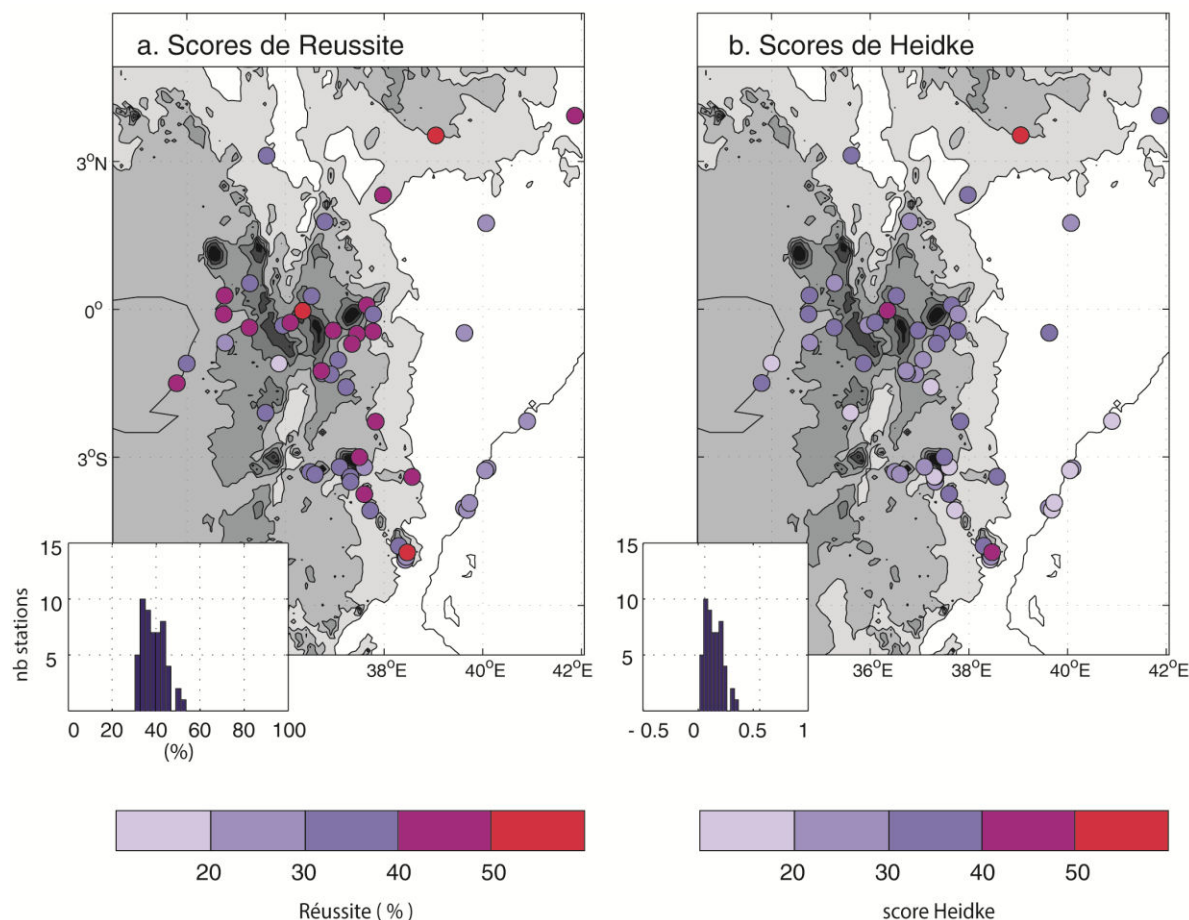 a. Scores de Reussite
b. Scores de Heidke
3°N
0°
3°S
15
10
5
nb stations
0 20 40 60 80 100
(%)
38°E 40°E 42°E
15
10
5
- 0.5 0 0.5 1
36°E 38°E 40°E 42°E
20 30 40 50
Réussite ( % )
20 30 40 50
score Heidke